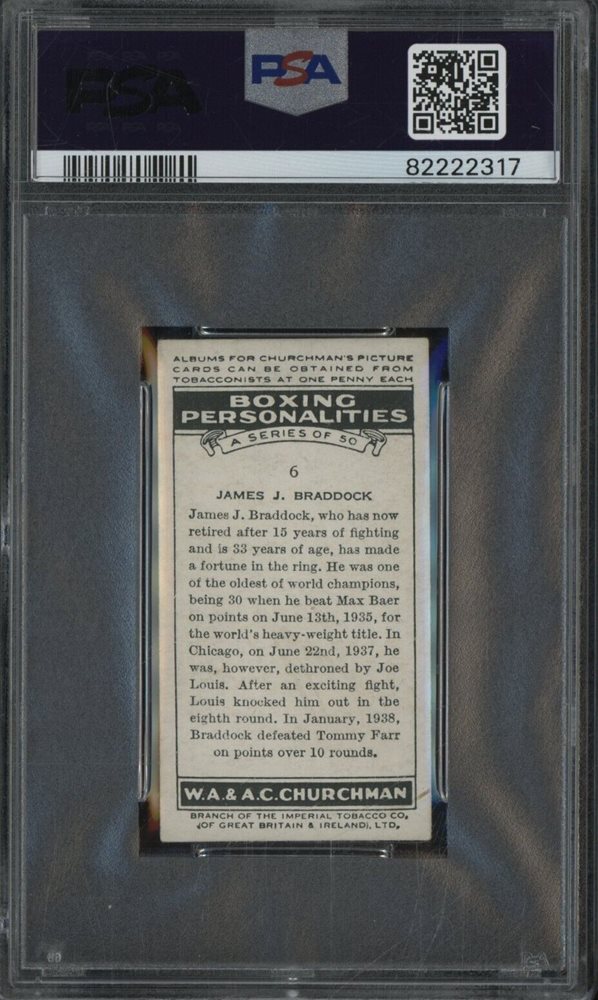 PSA
PSA
82222317
ALBUMS FOR CHURCHMAN'S PICTURE
CARDS CAN BE OBTAINED FROM
TOBACCONISTS AT ONE PENNY EACH
BOXING
PERSONALITIES
A SERIES OF 50
6
JAMES J. BRADDOCK
James J. Braddock, who has now
retired after 15 years of fighting
and is 33 years of age, has made
a fortune in the ring. He was one
of the oldest of world champions,
being 30 when he beat Max Baer
on points on June 13th, 1935, for
the world's heavy-weight title. In
Chicago, on June 22nd, 1937, he
was, however, dethroned by Joe
Louis. After an exciting fight,
Louis knocked him out in the
eighth round. In January, 1938,
Braddock defeated Tommy Farr
on points over 10 rounds.
W.A. & A.C. CHURCHMAN
BRANCH OF THE IMPERIAL TOBACCO CO.
(OF GREAT BRITAIN & IRELAND), LTD.